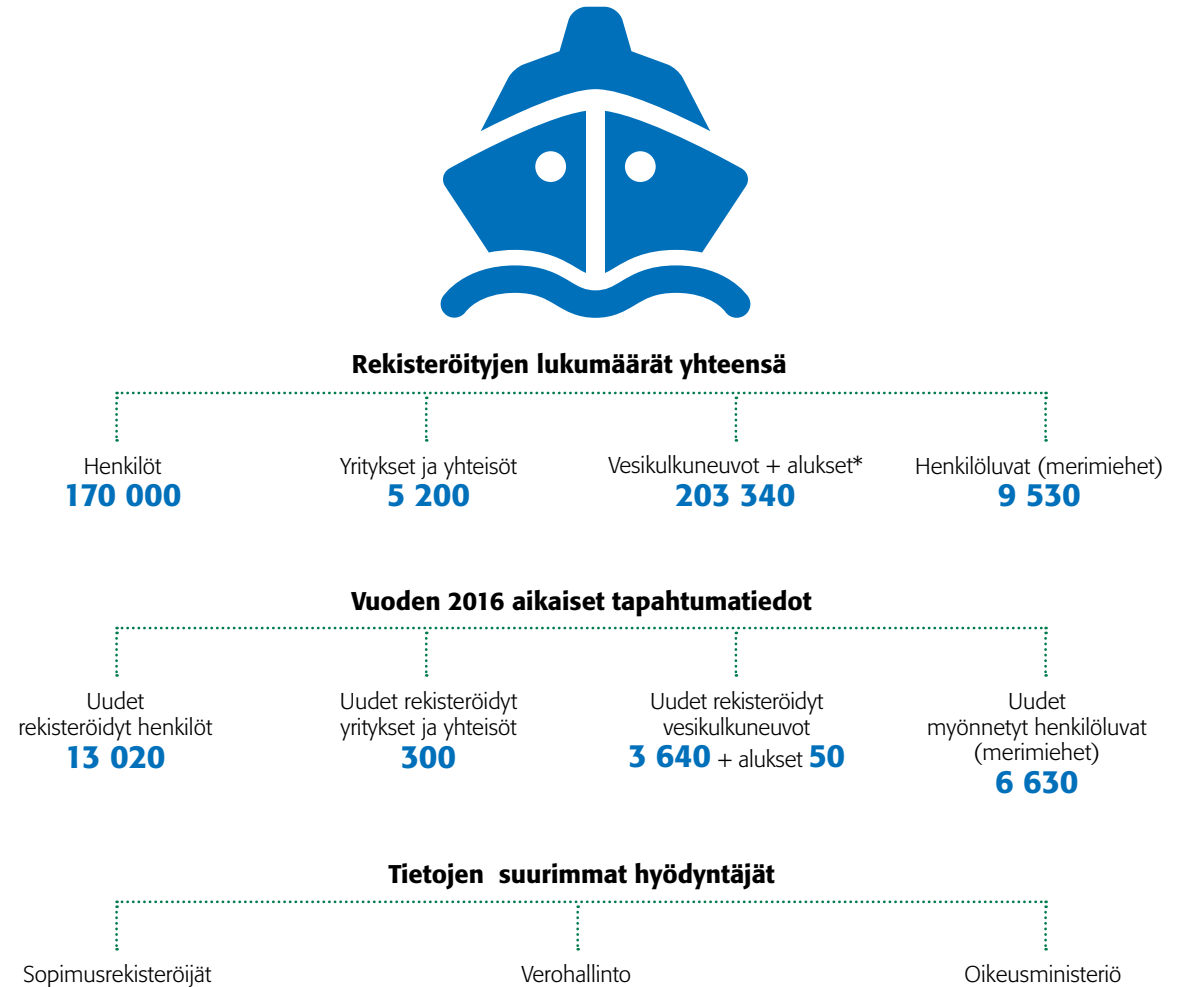 Rekisteröityjen lukumäärät yhteensä
Henkilöt
170 000
Yritykset ja yhteisöt
5 200
Vesikulkuneuvot + alukset*
203 340
Henkilöluvat (merimiehet)
9 530
Vuoden 2016 aikaiset tapahtumatiedot
Uudet
rekisteröidyt henkilöt
13 020
Uudet rekisteröidyt
yritykset ja yhteisöt
300
Uudet rekisteröidyt
vesikulkuneuvot
3 640 + alukset 50
Uudet
myönnetyt henkilöluvat
(merimiehet)
6 630
Tietojen suurimmat hyödyntäjät
Sopimusrekisteröijät
Verohallinto
Oikeusministeriö